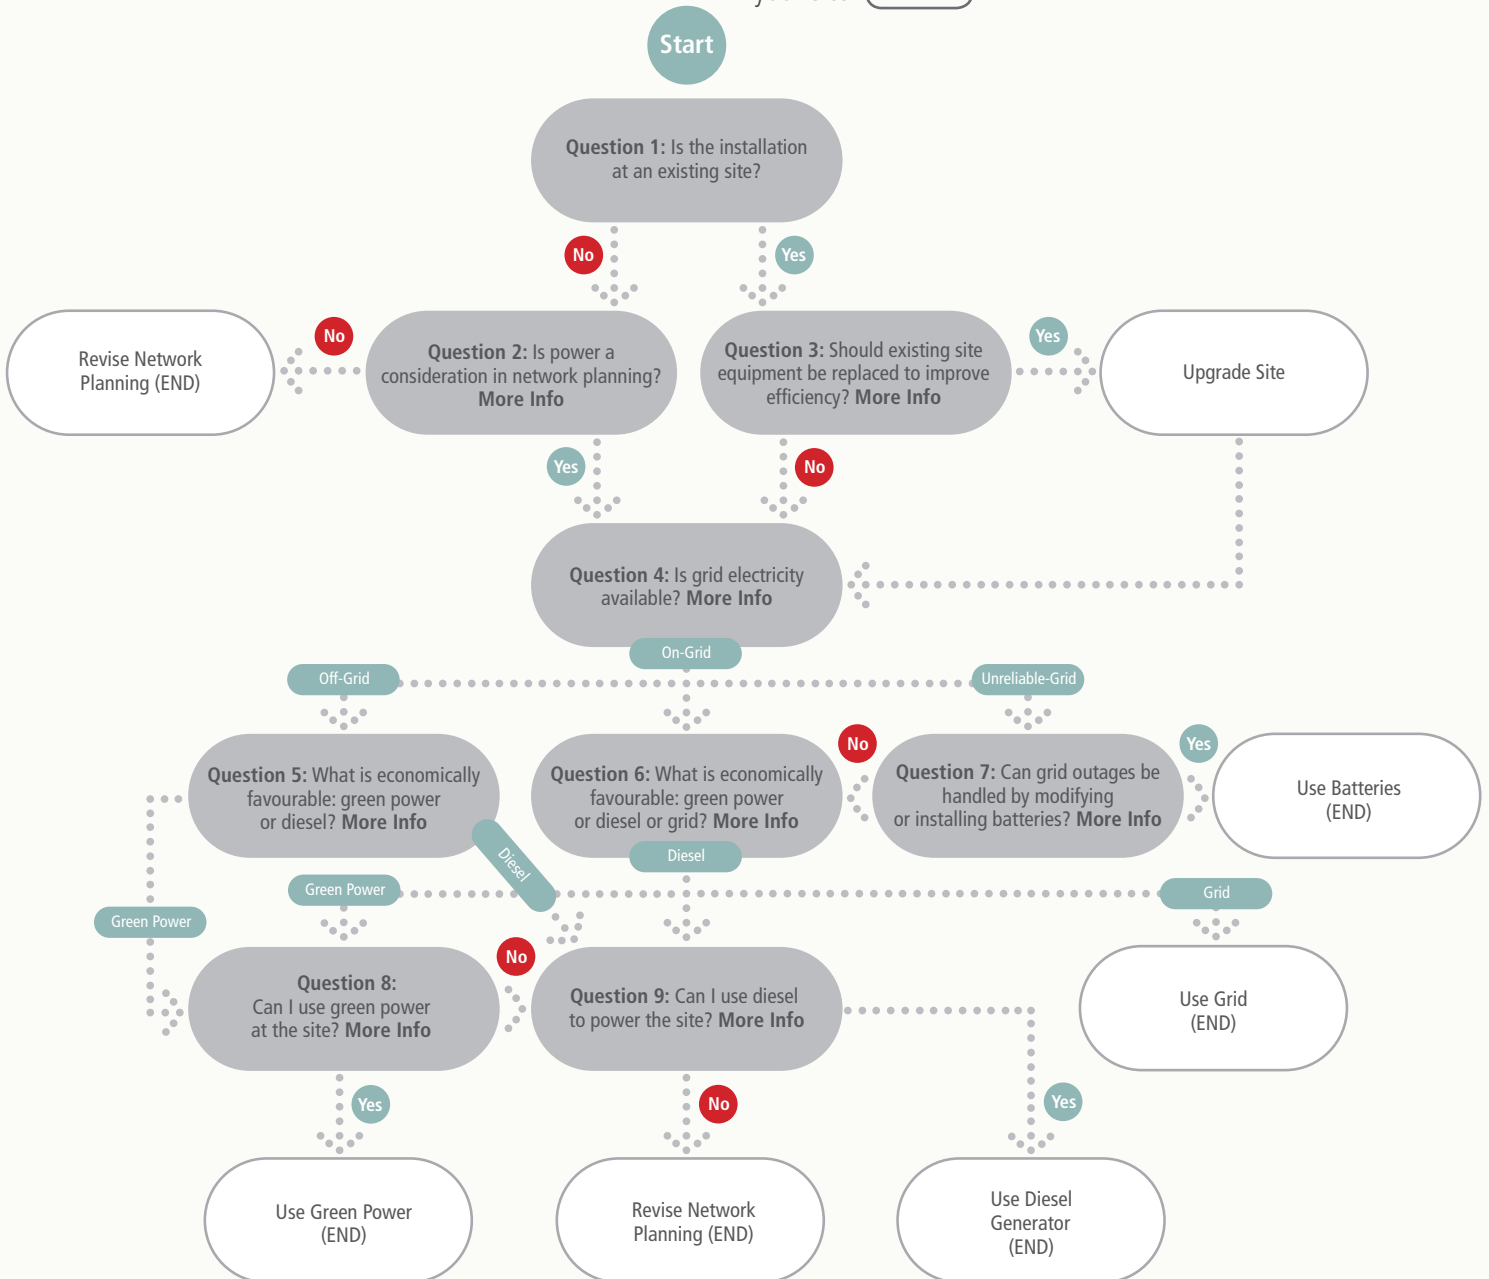 Start
Question 1: Is the installation
at an existing site?
No
Yes
Revise Network
Planning (END)
No
Question 2: Is power a
consideration in network planning?
More Info
Question 3: Should existing site
equipment be replaced to improve
efficiency? More Info
Yes
Upgrade Site
Yes
No
Question 4: Is grid electricity
available? More Info
On-Grid
Off-Grid
Unreliable-Grid
Question 5: What is economically
favourable: green power
or diesel? More Info
Question 6: What is economically
favourable: green power
or diesel or grid? More Info
No
Question 7: Can grid outages be
handled by modifying
or installing batteries? More Info
Yes
Use Batteries
(END)
Diesel
Diesel
Green Power
Grid
Green Power
Question 8:
Can I use green power
at the site? More Info
No
Question 9: Can I use diesel
to power the site? More Info
Use Grid
(END)
Yes
No
Yes
Use Green Power
(END)
Revise Network
Planning (END)
Use Diesel
Generator
(END)